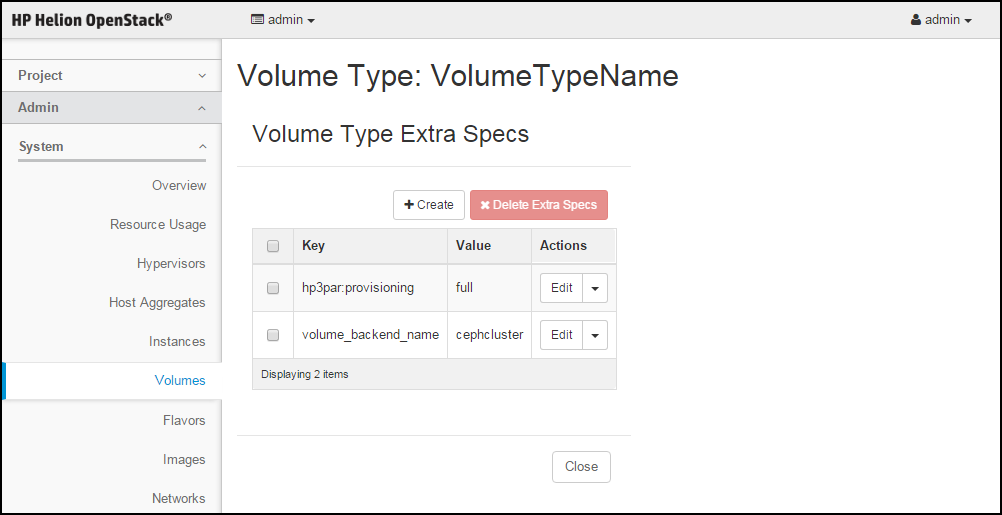 HP Helion OpenStack®
admin
admin
Project
Admin
System
Overview
Resource Usage
Hypervisors
Host Aggregates
Instances
Volumes
Flavors
Images
Networks
Volume Type: VolumeTypeName
Volume Type Extra Specs
Create
Delete Extra Specs
Key Value Actions
hp3par:provisioning full Edit
volume_backend_name cephcluster Edit
Displaying 2 items
Close